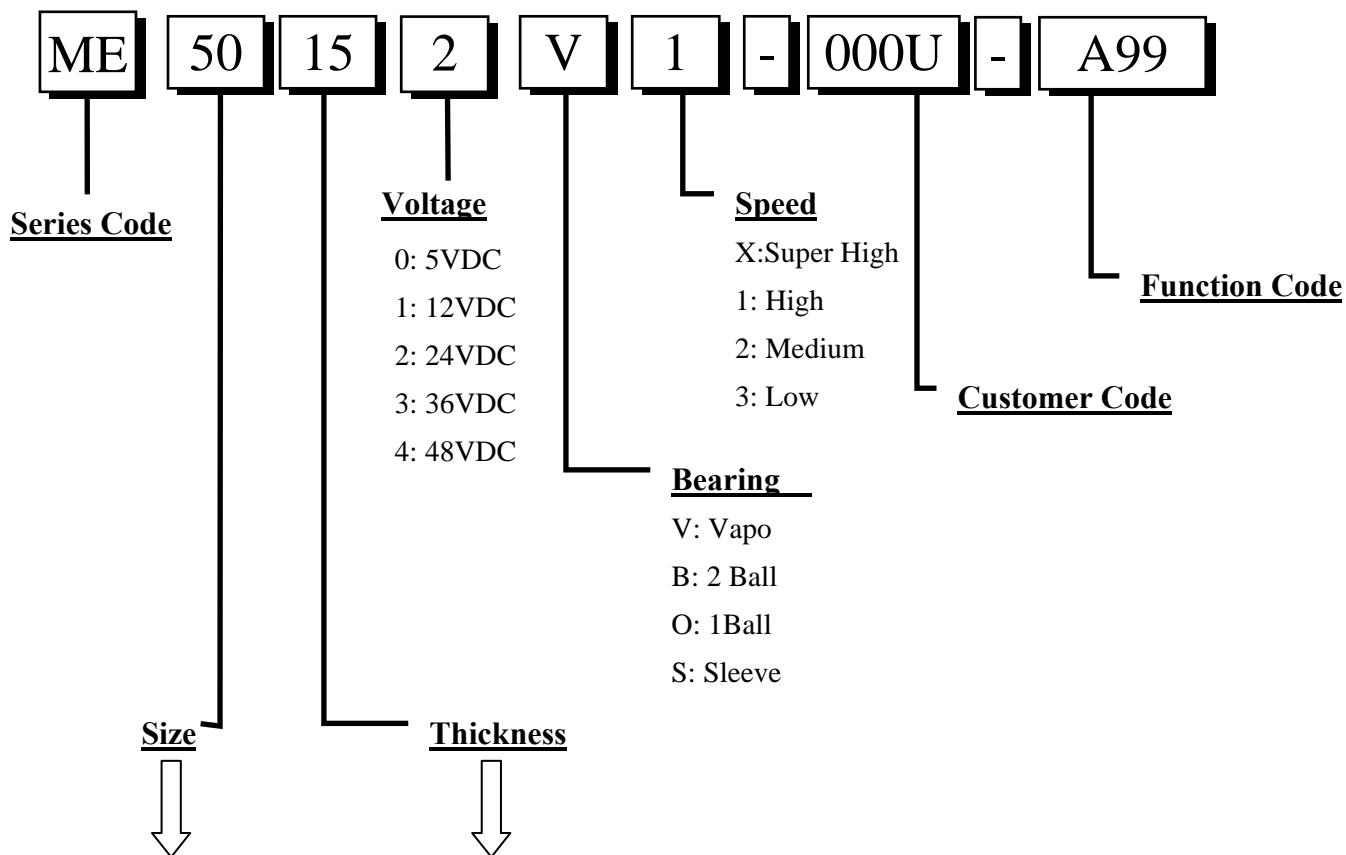 ME 50 15 2 V 1 - 000U - A99
Series Code
Voltage
0: 5VDC
1: 12VDC
2: 24VDC
3: 36VDC
4: 48VDC
Speed
X:Super High
1: High
2: Medium
3: Low
Function Code
Customer Code
Bearing
V: Vapo
B: 2 Ball
O: 1Ball
S: Sleeve
Size
Thickness